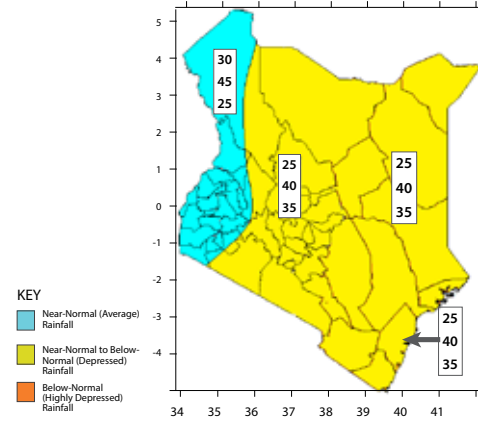 5
4
3
2
1
0
-1
-2
-3
-4
30
45
25
25
40
35
25
40
35
25
40
35
34 35 36 37 38 39 40 41
KEY
Near-Normal (Average)
Rainfall
Near-Normal to Below-
Normal (Depressed)
Rainfall
Below-Normal
(Highly Depressed)
Rainfall